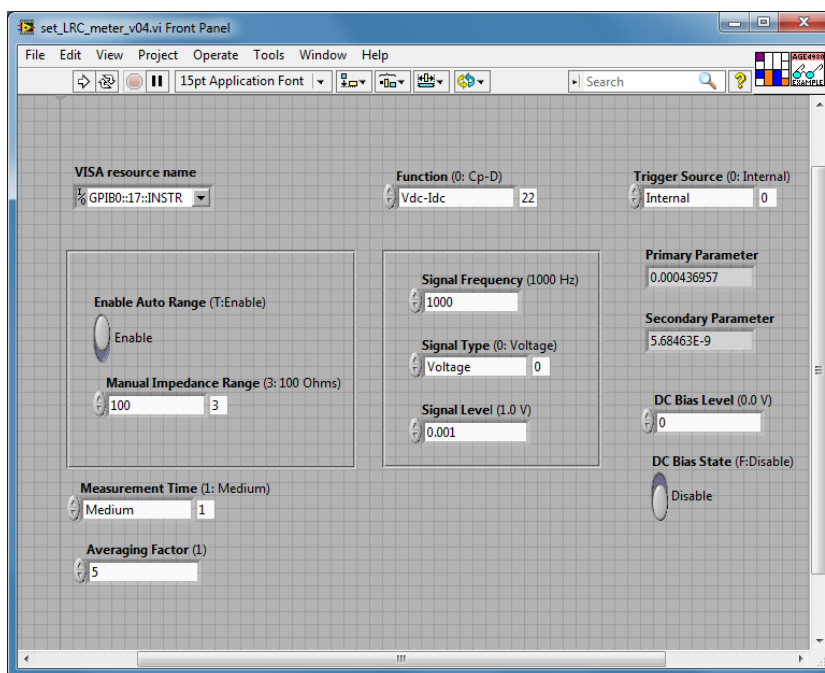 set_LRC_meter_v04.vi Front Panel
File Edit View Project Operate Tools Window Help
15pt Application Font
Search
?
AGE4980
EXAMPLE
VISA resource name
GPIB0::17::INSTR
Function (0: Cp-D)
Vdc-Idc 22
Trigger Source (0: Internal)
Internal 0
Enable Auto Range (T:Enable)
Enable
Manual Impedance Range (3: 100 Ohms)
100 3
Signal Frequency (1000 Hz)
1000
Signal Type (0: Voltage)
Voltage 0
Signal Level (1.0 V)
0.001
Primary Parameter
0.000436957
Secondary Parameter
5.68463E-9
DC Bias Level (0.0 V)
0
DC Bias State (F:Disable)
Disable
Measurement Time (1: Medium)
Medium 1
Averaging Factor (1)
5